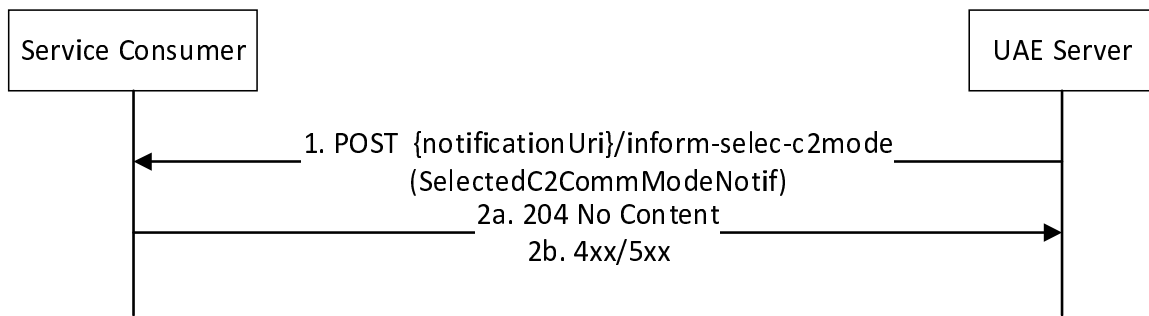 Service Consumer
UAE Server
1. POST {notificationUri}/inform-selec-c2mode
(SelectedC2CommModeNotif)
2a. 204 No Content
2b. 4xx/5xx